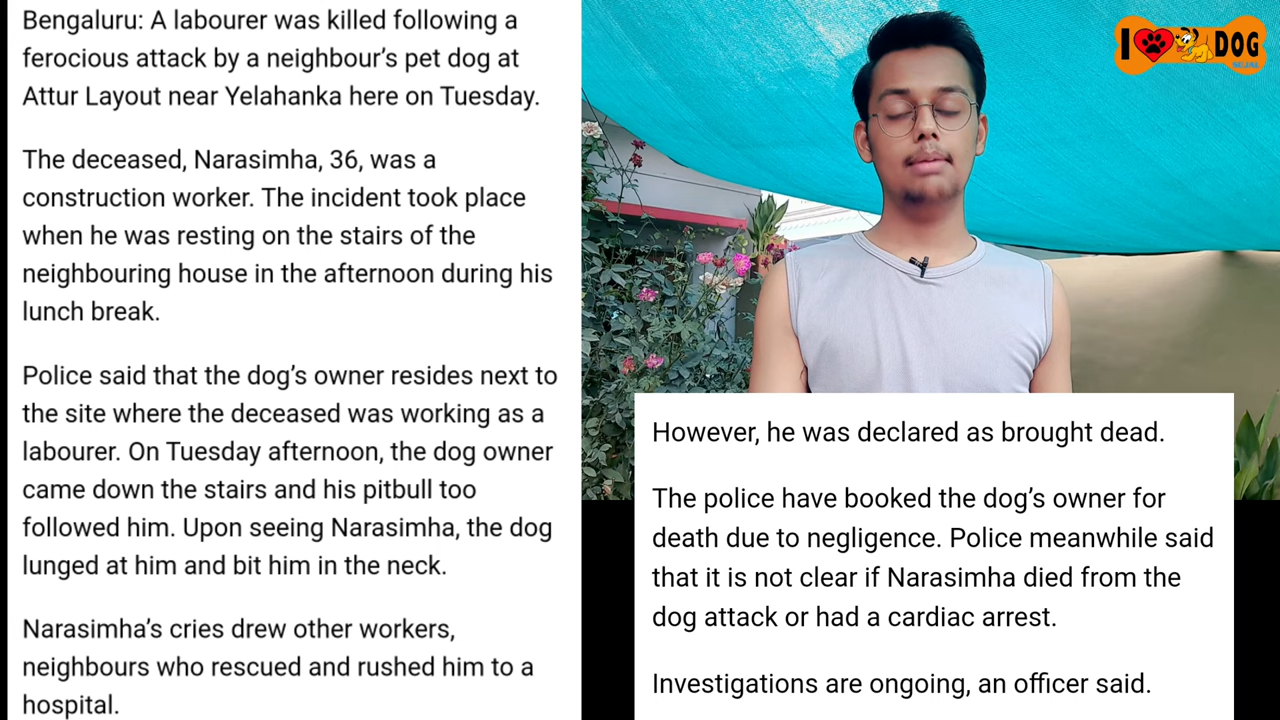 Bengaluru: A labourer was killed following a
ferocious attack by a neighbour’s pet dog at
Attur Layout near Yelahanka here on Tuesday.
The deceased, Narasimha, 36, was a
construction worker. The incident took place
when he was resting on the stairs of the
neighbouring house in the afternoon during his
lunch break.
Police said that the dog’s owner resides next to
the site where the deceased was working as a
labourer. On Tuesday afternoon, the dog owner
came down the stairs and his pitbull too
followed him. Upon seeing Narasimha, the dog
lunged at him and bit him in the neck.
Narasimha’s cries drew other workers,
neighbours who rescued and rushed him to a
hospital.
I DOG
However, he was declared as brought dead.
The police have booked the dog’s owner for
death due to negligence. Police meanwhile said
that it is not clear if Narasimha died from the
dog attack or had a cardiac arrest.
Investigations are ongoing, an officer said.